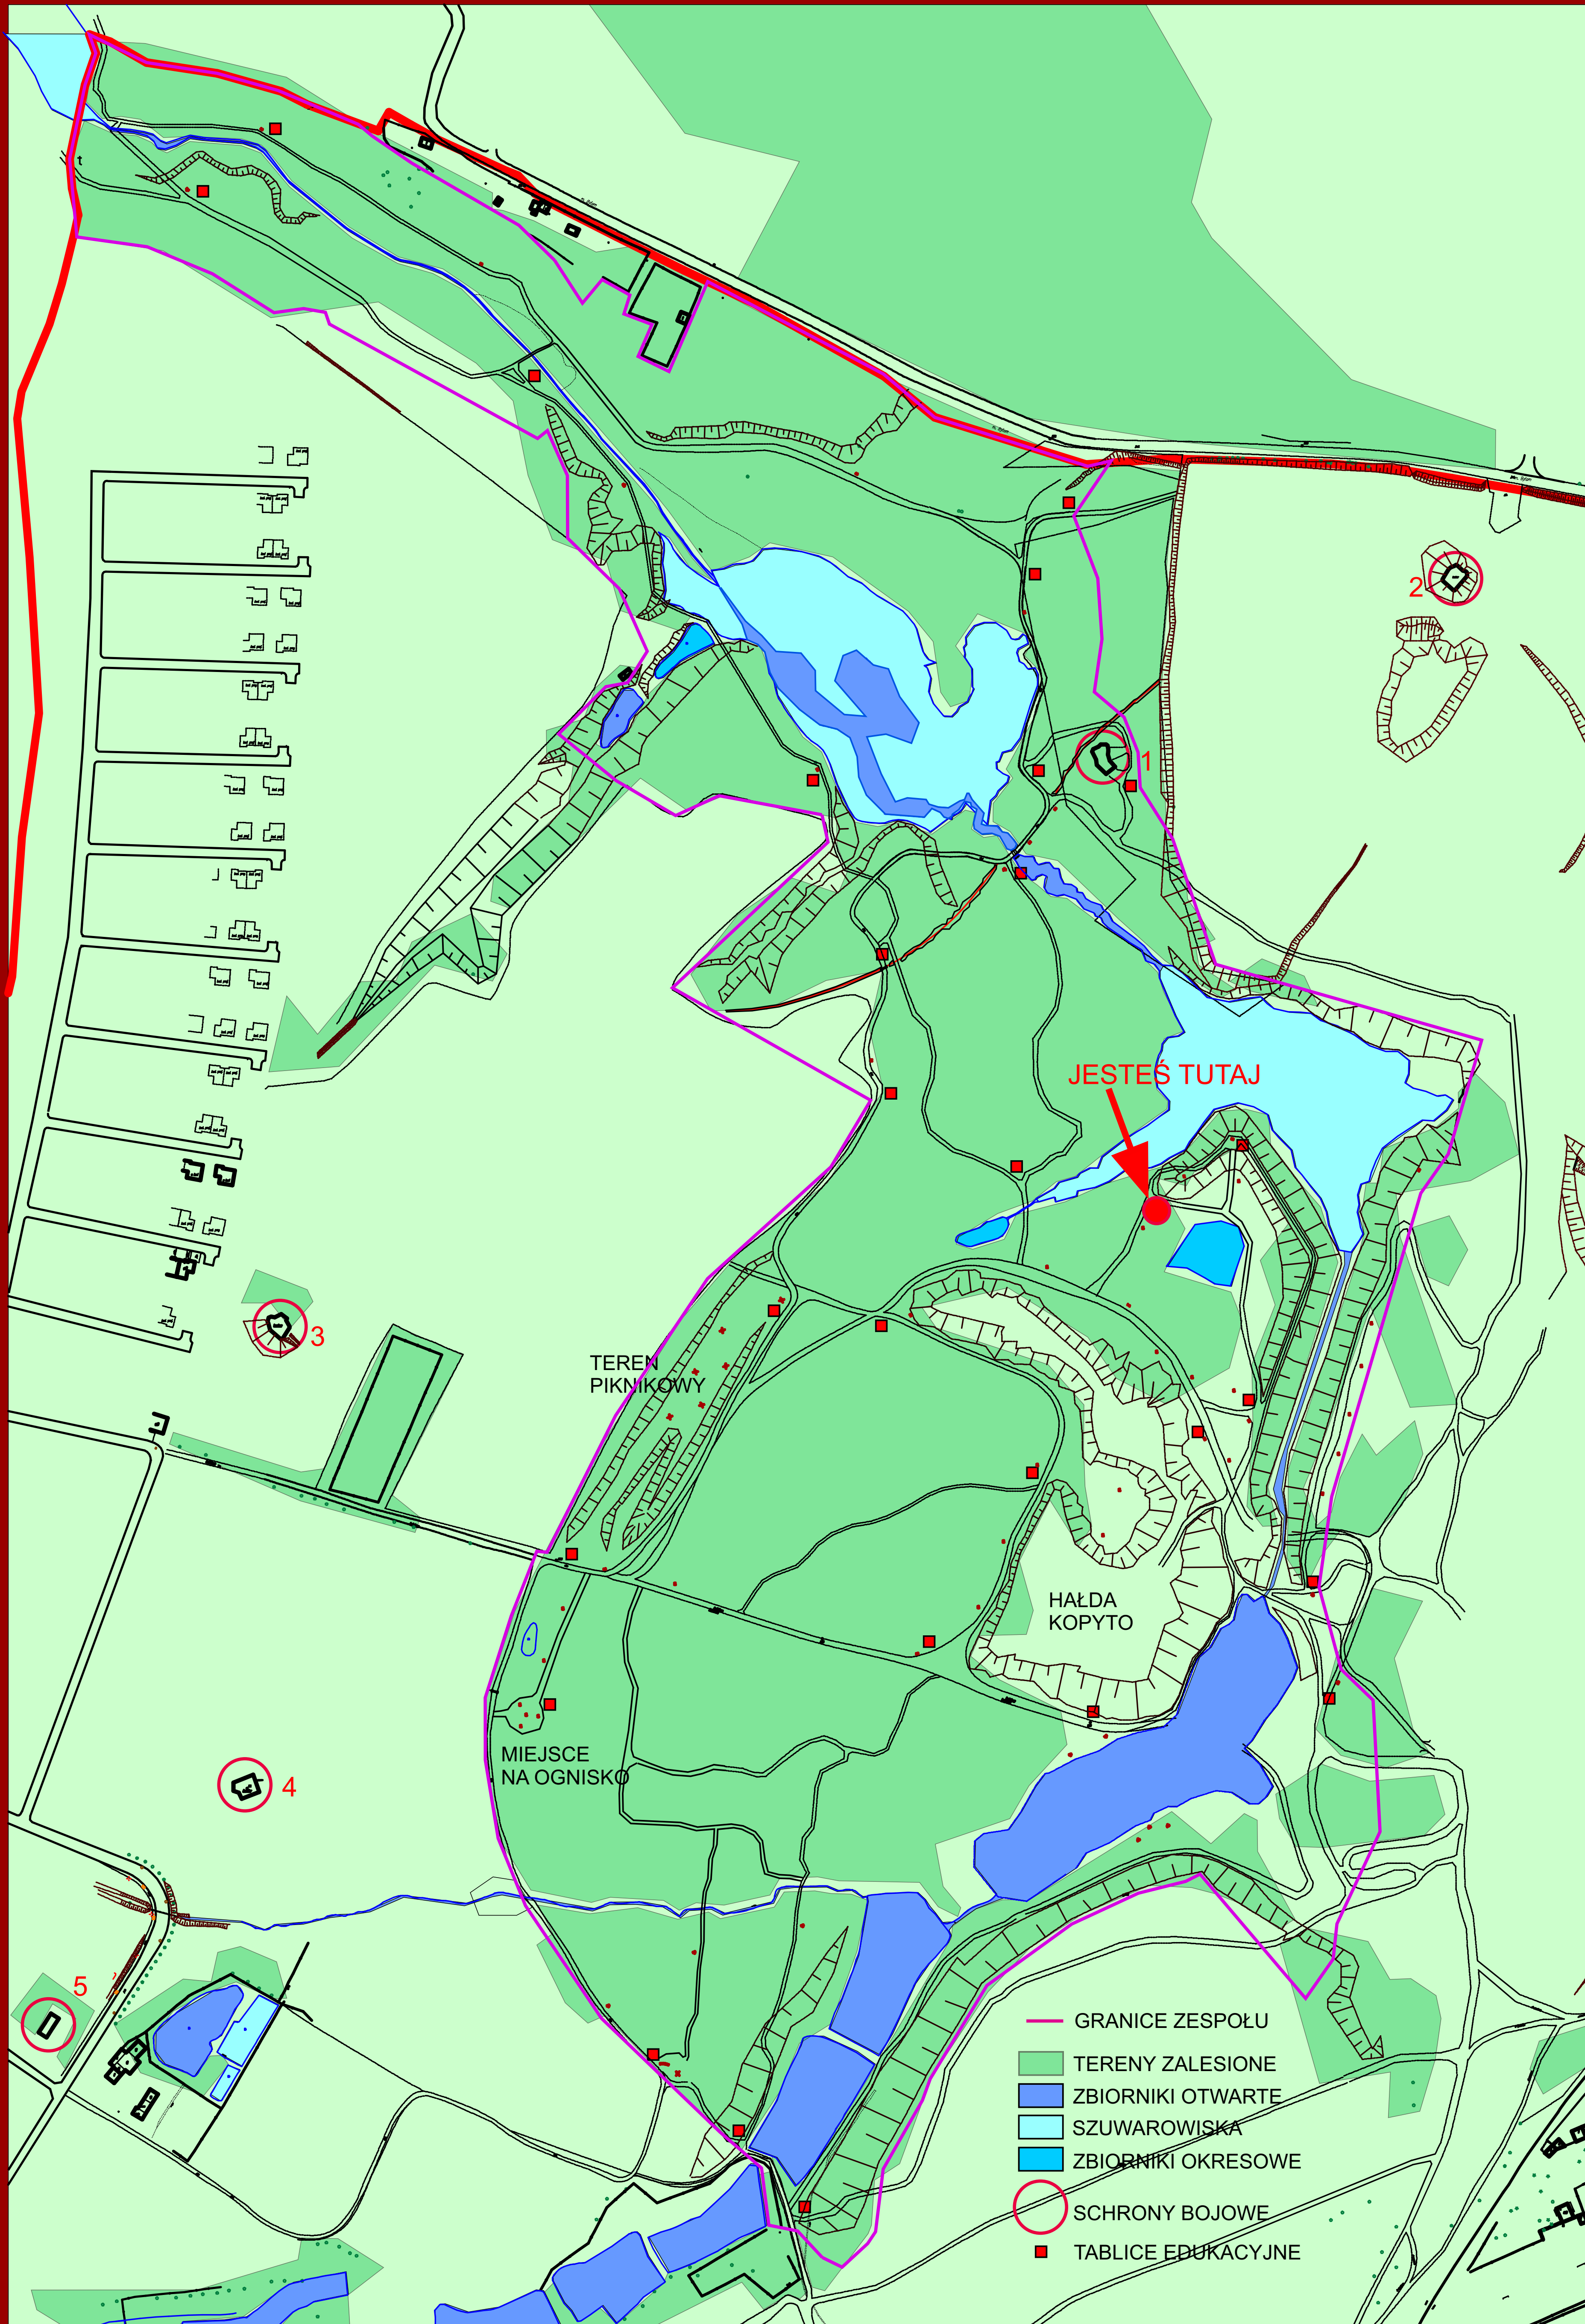 2
1
JESTEŚ TUTAJ
3
TEREN
PIKNIKOWY
HAŁDA
KOPYTO
MIEJSCE
NA OGNISKO
4
5
GRANICE ZESPOŁU
TERENY ZALESIONE
ZBIORNIKI OTWARTE
SZUWAROWISKA
ZBIORNIKI OKRESOWE
SCHRONY BOJOWE
TABLICE EDUKACYJNE